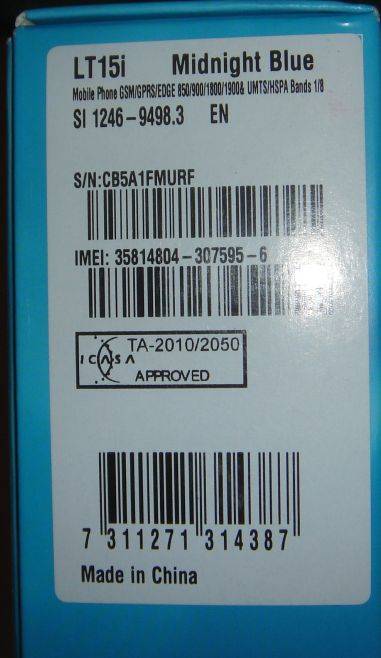 LT15i Midnight Blue
Mobile Phone GSM/GPRS/EDGE 850/900/1800/1900& UMTS/HSPA Bands 1/8
SI 1246-9498.3 EN
S/N:CB5A1FMURF
IMEI: 35814804-307595-6
ICASA TA-2010/2050
APPROVED
7 311271 314387
Made in China